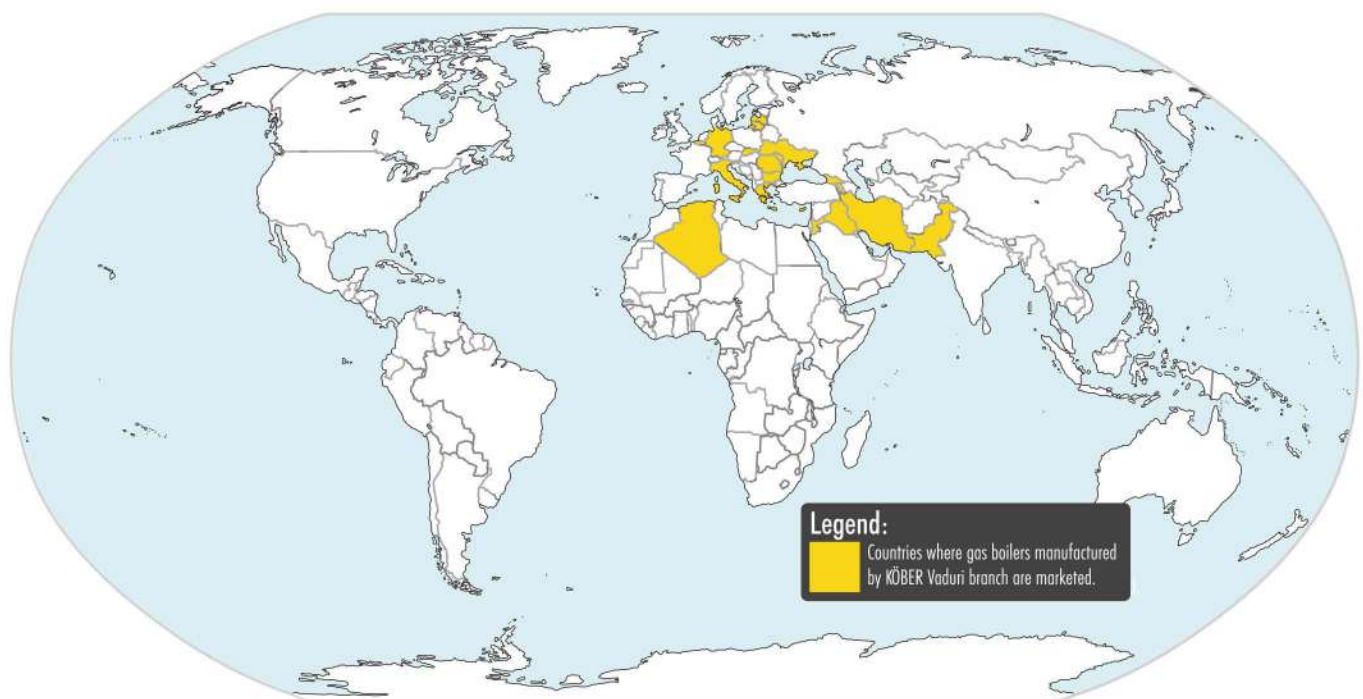 Legend:
Countries where gas boilers manufactured
by KÖBER Vaduri branch are marketed.